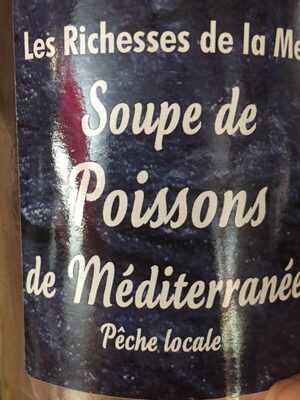 Les Richesses de la Me
Soupe de
Poissons
de Méditerranée
Pêche locale